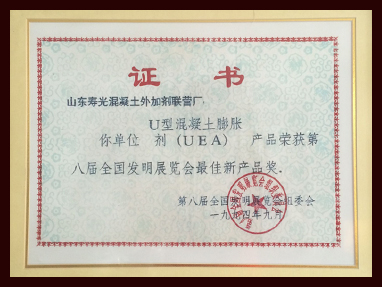 证书
山东寿光混凝土外加剂联营厂:
U型混凝土膨胀
你单位 剂(UEA) 产品荣获第
八届全国发明展览会最佳新产品奖.
第八届全国发明展览会组委会
一九九四年九月